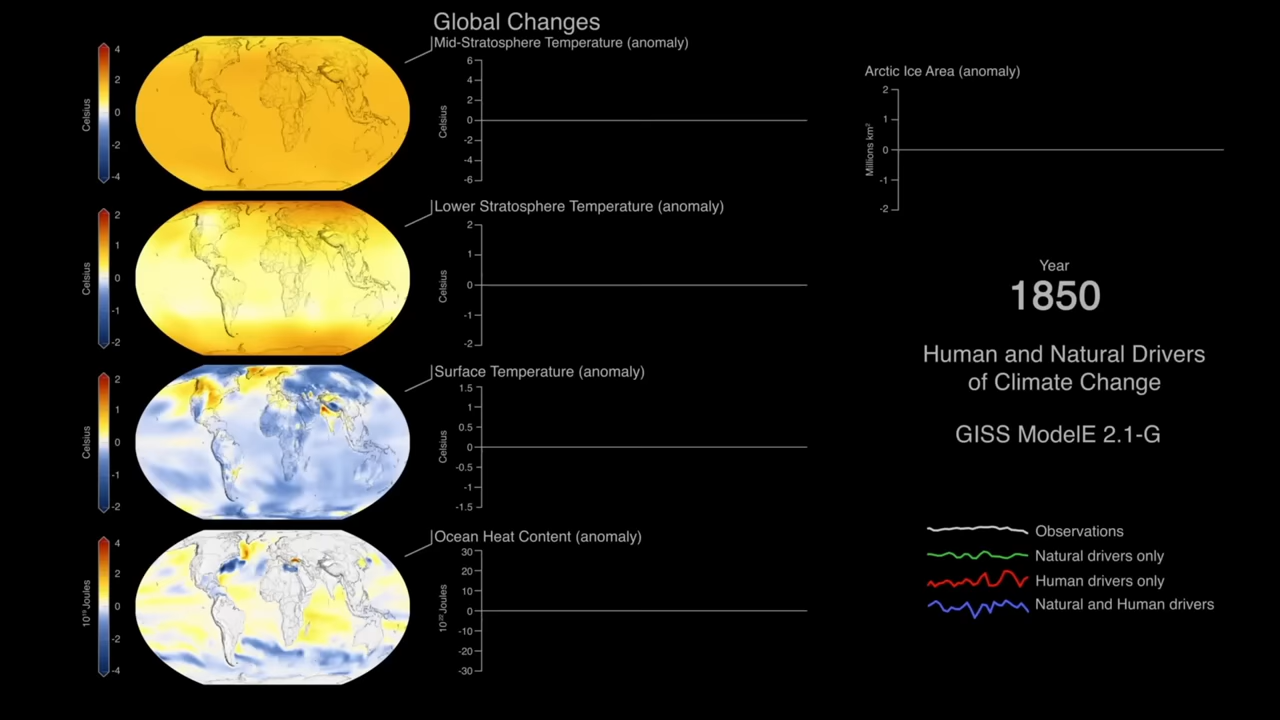 Global Changes
Mid-Stratosphere Temperature (anomaly)
Celsius
4
2
0
-2
-4
Celsius
6
4
2
0
-2
-4
-6
Lower Stratosphere Temperature (anomaly)
Celsius
2
1
0
-1
-2
Celsius
2
1
0
-1
-2
Surface Temperature (anomaly)
Celsius
2
1
0
-1
-2
Celsius
1.5
1
0.5
0
-0.5
-1
-1.5
Ocean Heat Content (anomaly)
10¹⁹Joules
4
2
0
-2
-4
10²²Joules
30
20
10
0
-10
-20
-30
Arctic Ice Area (anomaly)
Millions km²
2
1
0
-1
-2
Year
1850
Human and Natural Drivers
of Climate Change
GISS ModelE 2.1-G
Observations
Natural drivers only
Human drivers only
Natural and Human drivers